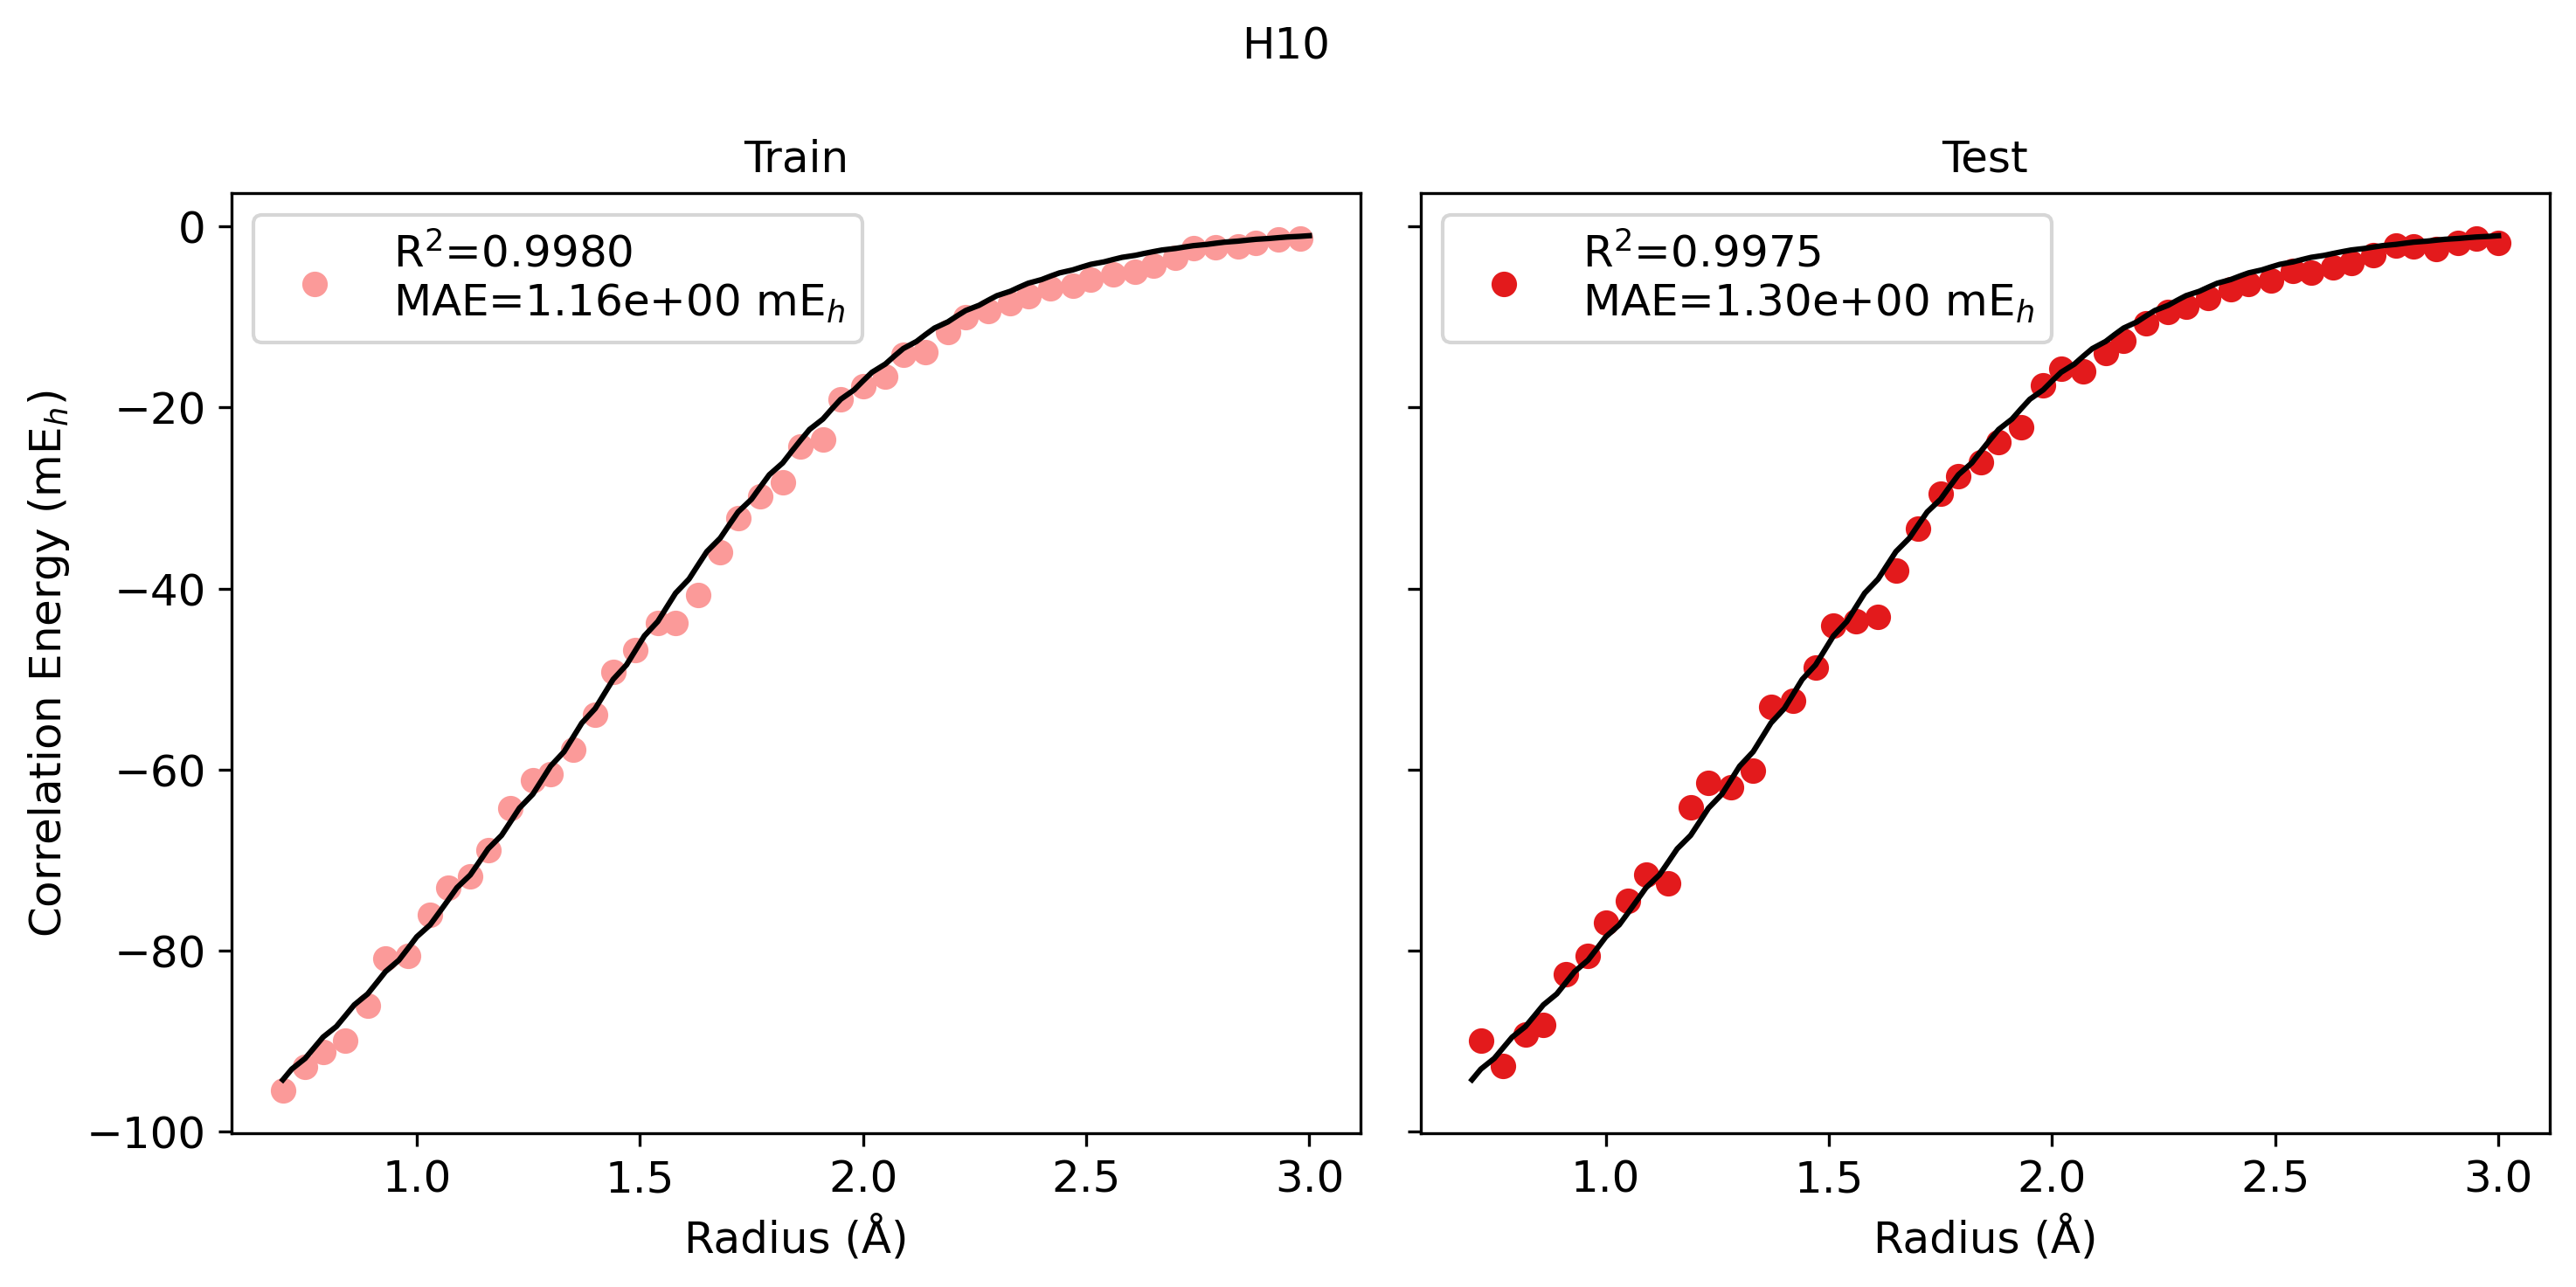 H10
Train
R²=0.9980
MAE=1.16e+00 mEₕ
0
−20
−40
−60
−80
−100
Correlation Energy (mEₕ)
1.0 1.5 2.0 2.5 3.0
Radius (Å)
Test
R²=0.9975
MAE=1.30e+00 mEₕ
1.0 1.5 2.0 2.5 3.0
Radius (Å)